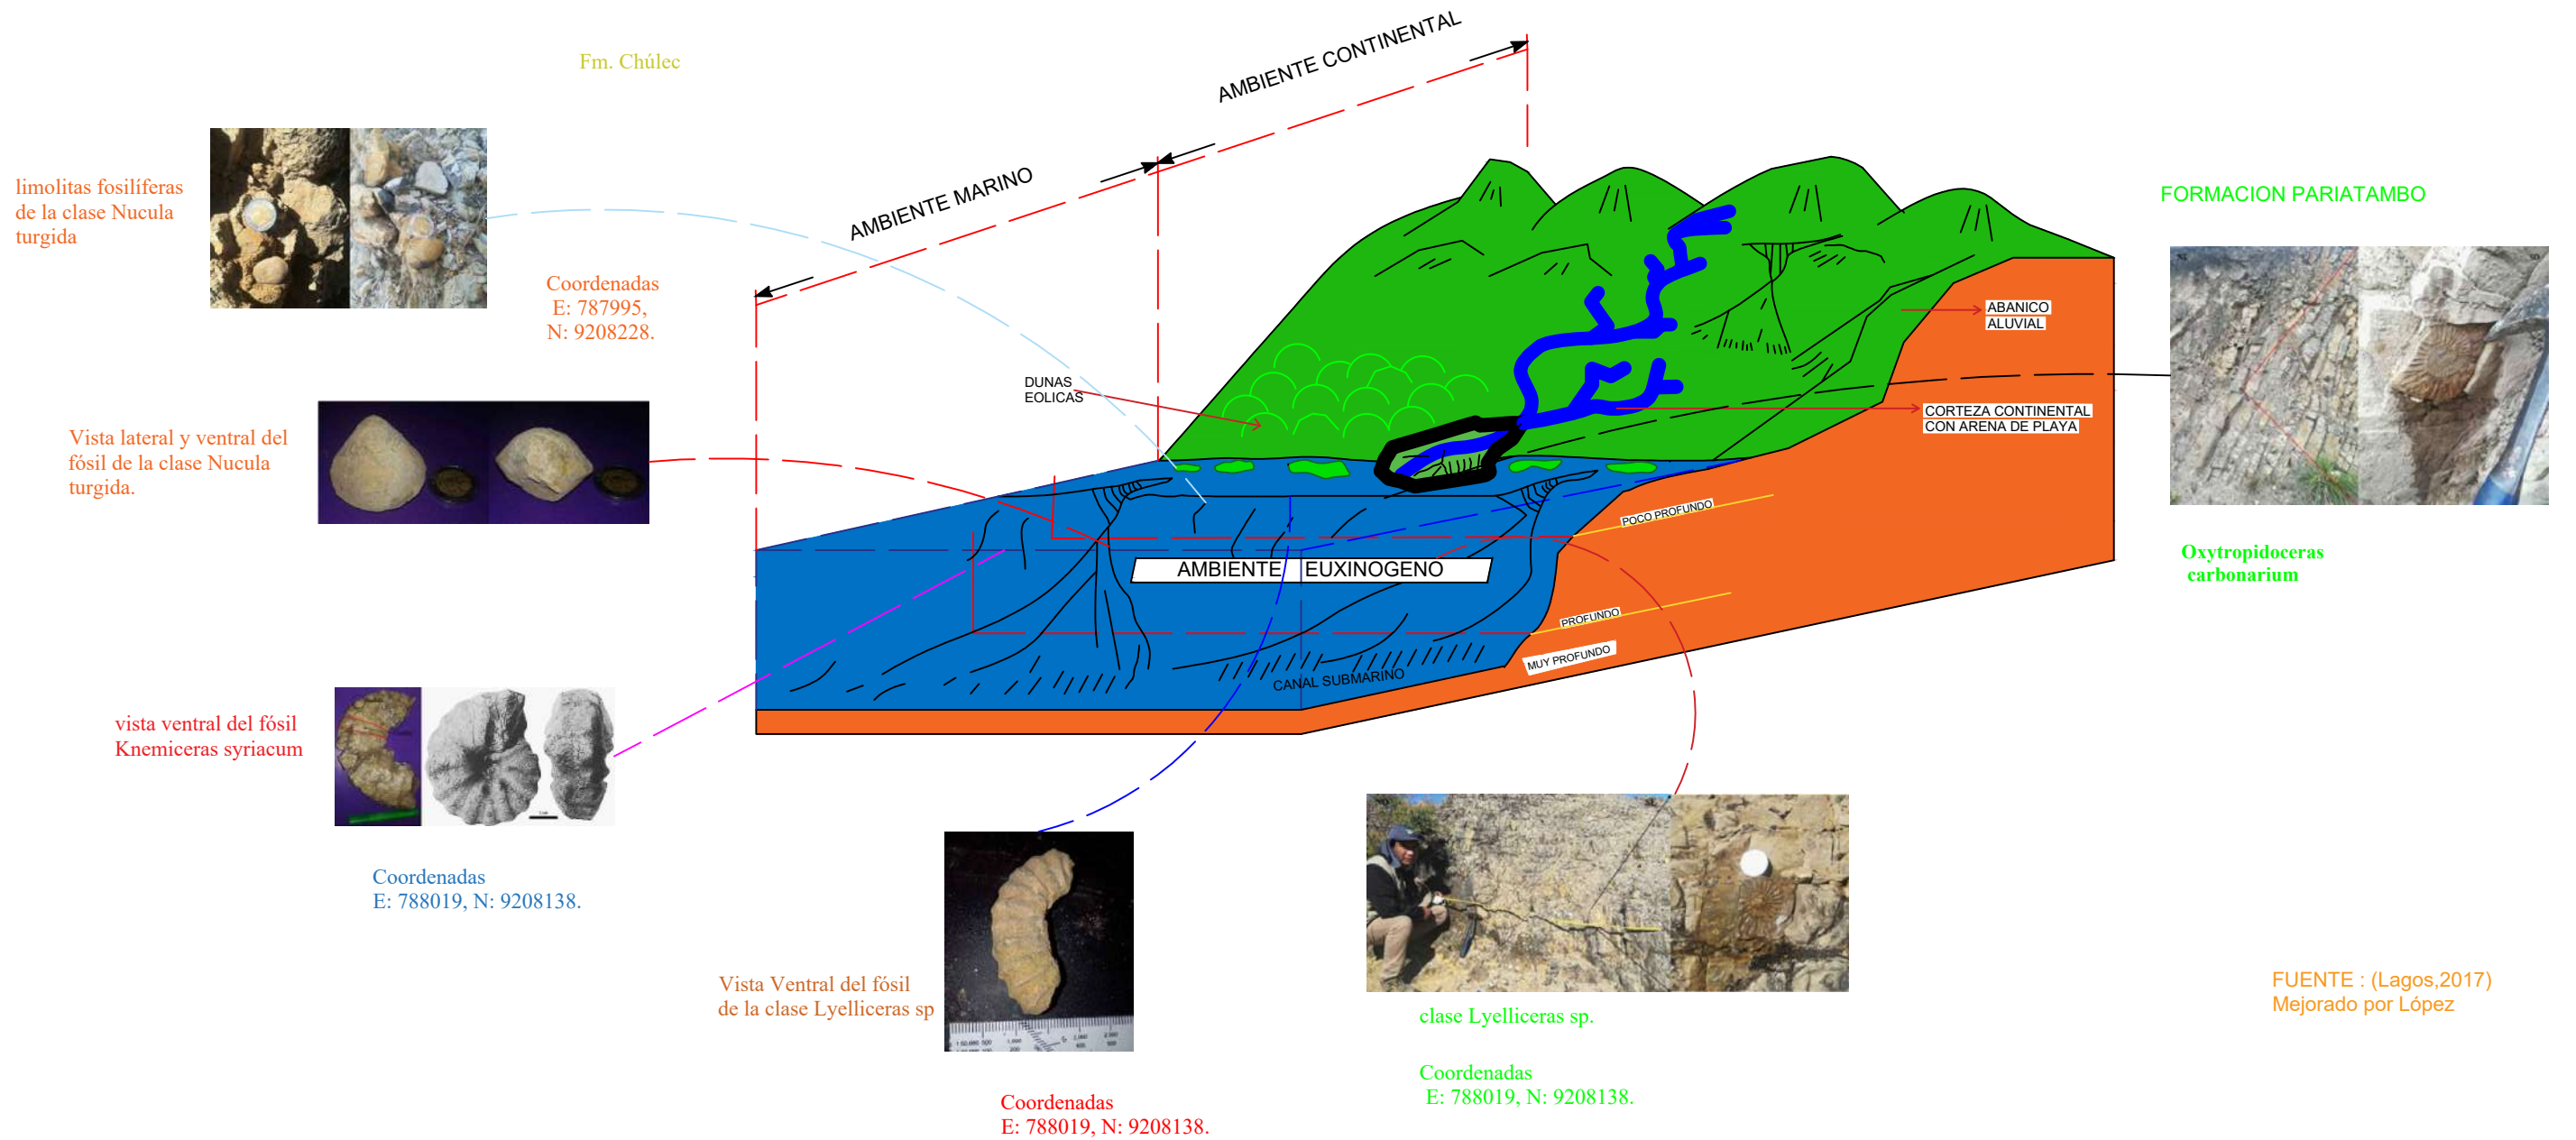 Fm. Chúlec
AMBIENTE CONTINENTAL
AMBIENTE MARINO
limolitas fosilíferas
de la clase Nucula
turgida
Coordenadas
E: 787995,
N: 9208228.
FORMACION PARIATAMBO
ABANICO
ALUVIAL
DUNAS
EOLICAS
CORTEZA CONTINENTAL
CON ARENA DE PLAYA
Vista lateral y ventral del
fósil de la clase Nucula
turgida.
POCO PROFUNDO
AMBIENTE EUXINOGENO
Oxytropidoceras
carbonarium
PROFUNDO
MUY PROFUNDO
CANAL SUBMARINO
vista ventral del fósil
Knemiceras syriacum
Coordenadas
E: 788019, N: 9208138.
Vista Ventral del fósil
de la clase Lyelliceras sp
Coordenadas
E: 788019, N: 9208138.
clase Lyelliceras sp.
Coordenadas
E: 788019, N: 9208138.
FUENTE : (Lagos,2017)
Mejorado por López